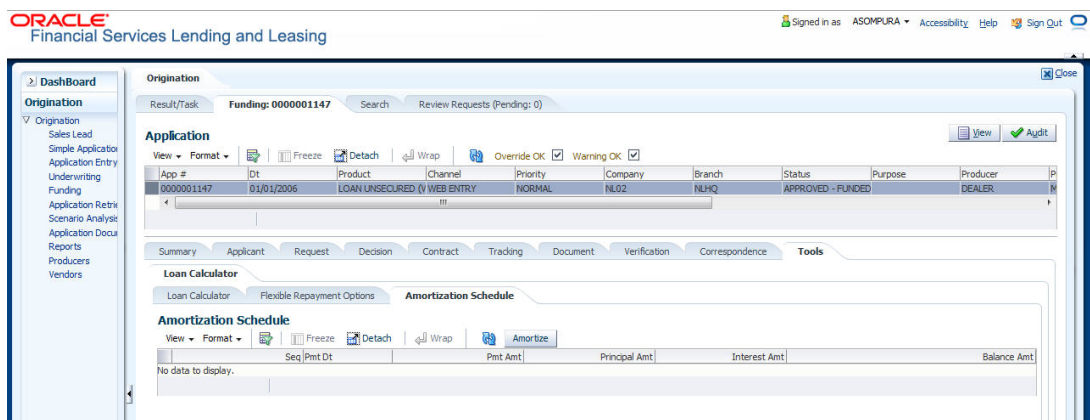 ORACLE
Signed in as ASOMPURA Accessibility Help Sign Out
Financial Services Lending and Leasing
Close
DashBoard
Origination
Origination
Sales Lead
Simple Application
Application Entry
Underwriting
Funding
Application Retrie
Scenario Analysis
Application Docur
Reports
Producers
Vendors
Origination
Result/Task Funding: 0000001147 Search Review Requests (Pending: 0)
Application
View Audit
View Format Freeze Detach Wrap Override OK Warning OK
App # Dt Product Channel Priority Company Branch Status Purpose Producer P
0000001147 01/01/2006 LOAN UNSECURED (V WEB ENTRY NORMAL NL02 NLHQ APPROVED - FUNDED DEALER M
Summary Applicant Request Decision Contract Tracking Document Verification Correspondence Tools
Loan Calculator
Loan Calculator Flexible Repayment Options Amortization Schedule
Amortization Schedule
View Format Freeze Detach Wrap Amortize
Seq Pmt Dt Pmt Amt Principal Amt Interest Amt Balance Amt
No data to display.